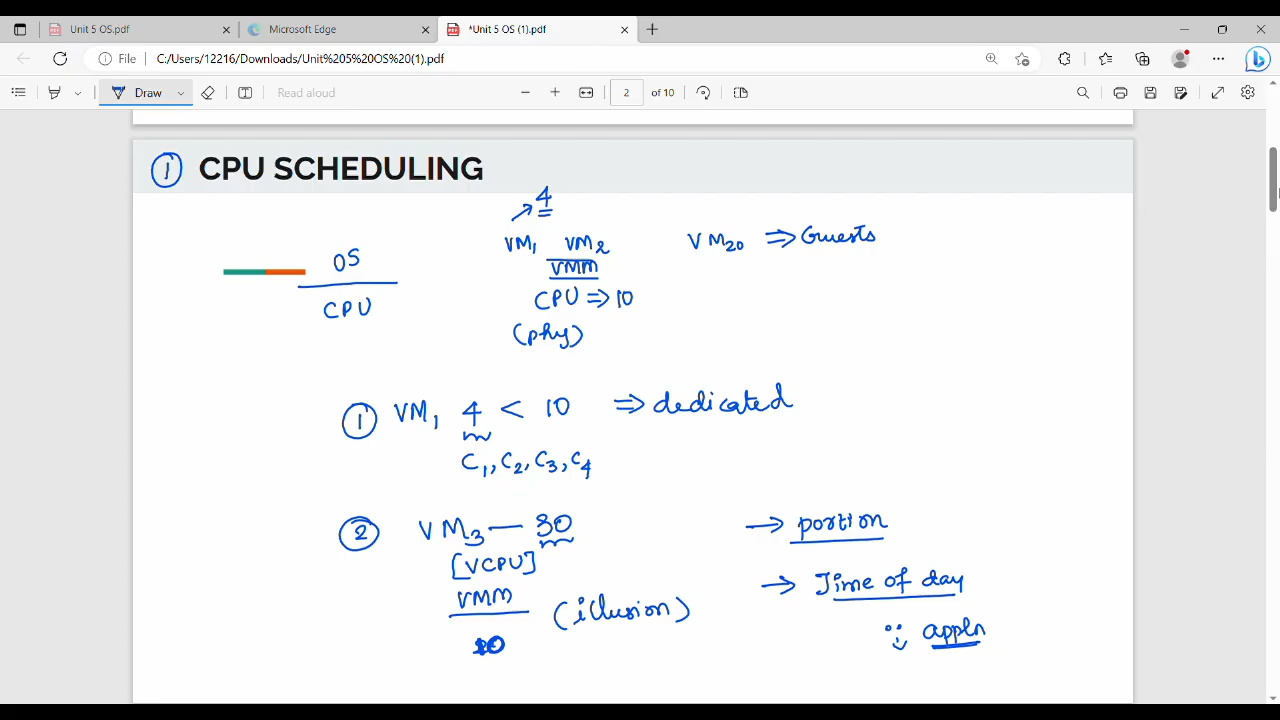 Unit 5 OS.pdf
Microsoft Edge
*Unit 5 OS (1).pdf
File
C:/Users/12216/Downloads/Unit%205%20OS%20(1).pdf
Draw
Read aloud
2
of 10
① CPU SCHEDULING
4
VM1 VM2 VM20 ⇒ Guests
OS
VMM
CPU
CPU ⇒ 10
(phy)
① VM1 4 < 10 ⇒ dedicated
C1, C2, C3, C4
② VM3 — 30 → portion
[VCPU]
VMM (illusion) → Time of day
appln
10